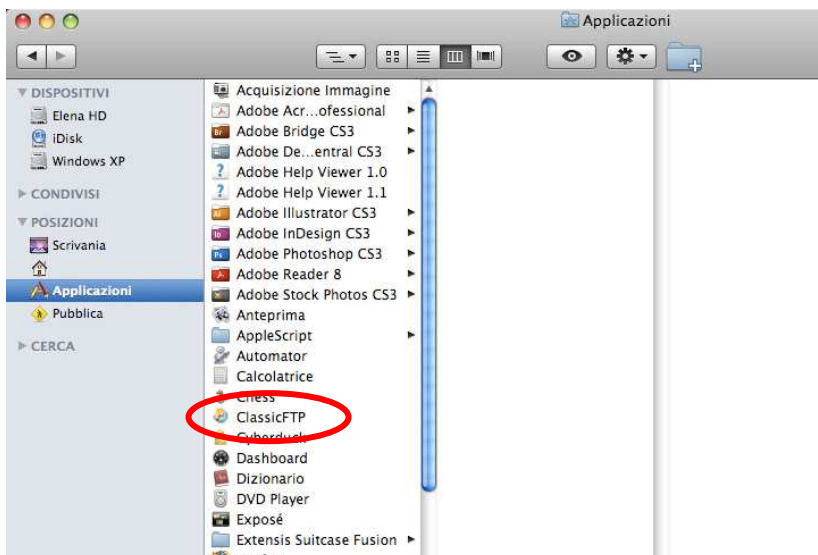 Applicazioni
DISPOSITIVI
Elena HD
iDisk
Windows XP
CONDIVISI
POSIZIONI
Scrivania
Applicazioni
Pubblica
CERCA
Acquisizione Immagine
Adobe Acr...ofessional
Adobe Bridge CS3
Adobe De...entral CS3
Adobe Help Viewer 1.0
Adobe Help Viewer 1.1
Adobe Illustrator CS3
Adobe InDesign CS3
Adobe Photoshop CS3
Adobe Reader 8
Adobe Stock Photos CS3
Anteprima
AppleScript
Automator
Calcolatrice
Chess
ClassicFTP
Cyberduck
Dashboard
Dizionario
DVD Player
Exposé
Extensis Suitcase Fusion